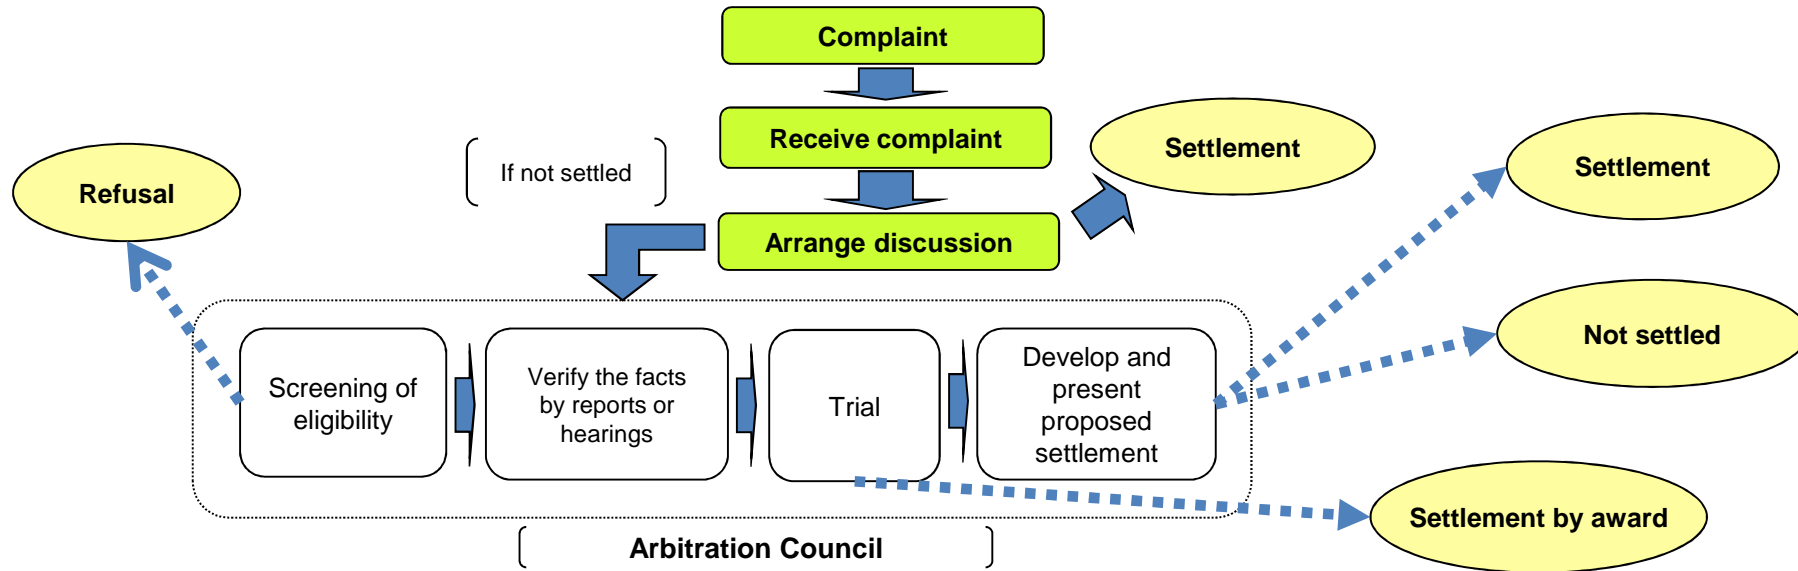 Complaint
Receive complaint
Settlement
If not settled
Refusal
Arrange discussion
Settlement
Not settled
Screening of
eligibility
Verify the facts
by reports or
hearings
Trial
Develop and
present
proposed
settlement
Settlement by award
Arbitration Council